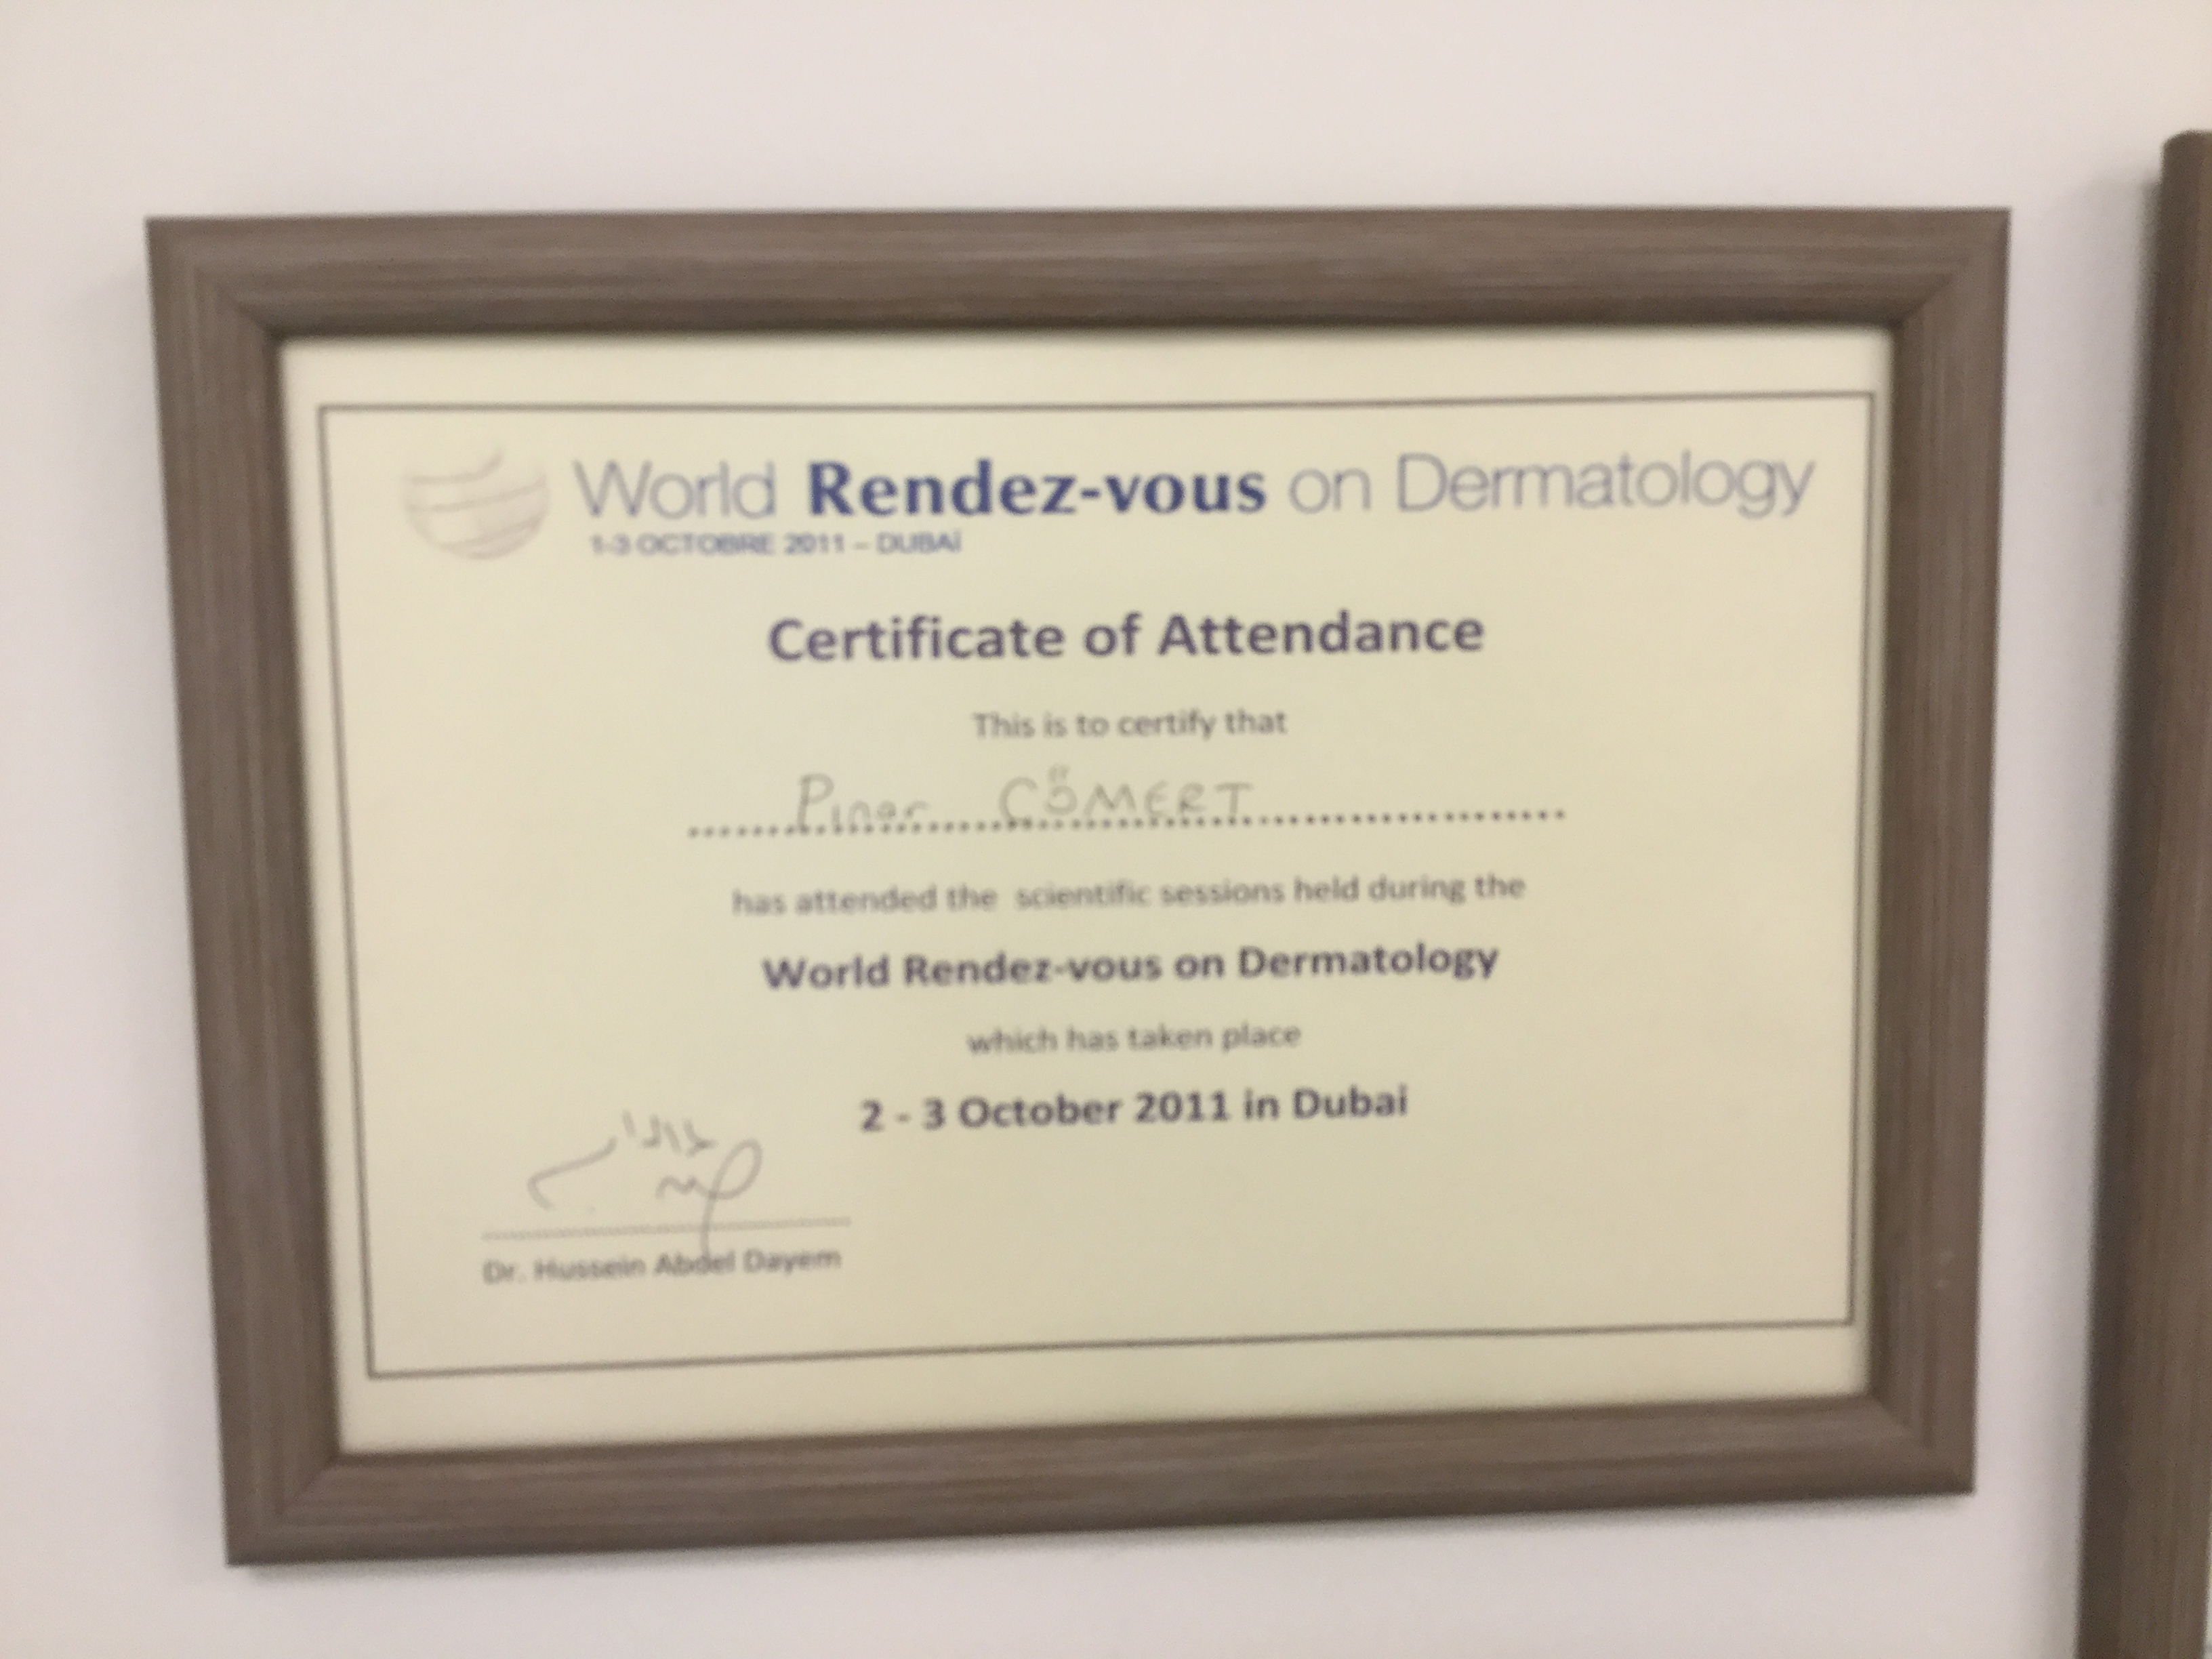 World Rendez-vous on Dermatology
1-3 OCTOBRE 2011 – DUBAÏ
Certificate of Attendance
This is to certify that
Pınar CÖMERT
has attended the scientific sessions held during the
World Rendez-vous on Dermatology
which has taken place
2 - 3 October 2011 in Dubai
Dr. Hussein Abdel Dayem